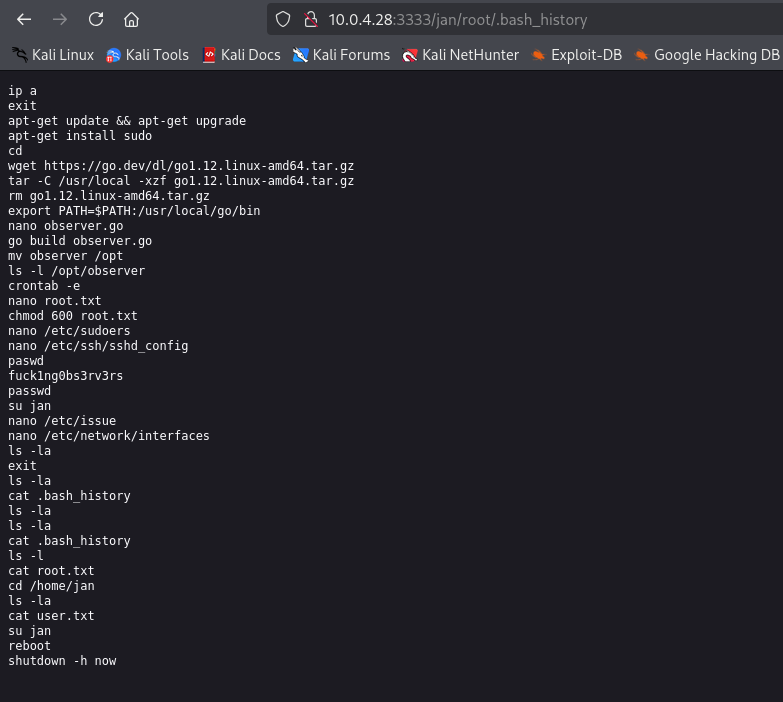 10.0.4.28:3333/jan/root/.bash_history
Kali Linux Kali Tools Kali Docs Kali Forums Kali NetHunter Exploit-DB Google Hacking DB
ip a
exit
apt-get update && apt-get upgrade
apt-get install sudo
cd
wget https://go.dev/dl/go1.12.linux-amd64.tar.gz
tar -C /usr/local -xzf go1.12.linux-amd64.tar.gz
rm go1.12.linux-amd64.tar.gz
export PATH=$PATH:/usr/local/go/bin
nano observer.go
go build observer.go
mv observer /opt
ls -l /opt/observer
crontab -e
nano root.txt
chmod 600 root.txt
nano /etc/sudoers
nano /etc/ssh/sshd_config
paswd
fuck1ng0bs3rv3rs
passwd
su jan
nano /etc/issue
nano /etc/network/interfaces
ls -la
exit
ls -la
cat .bash_history
ls -la
ls -la
cat .bash_history
ls -l
cat root.txt
cd /home/jan
ls -la
cat user.txt
su jan
reboot
shutdown -h now